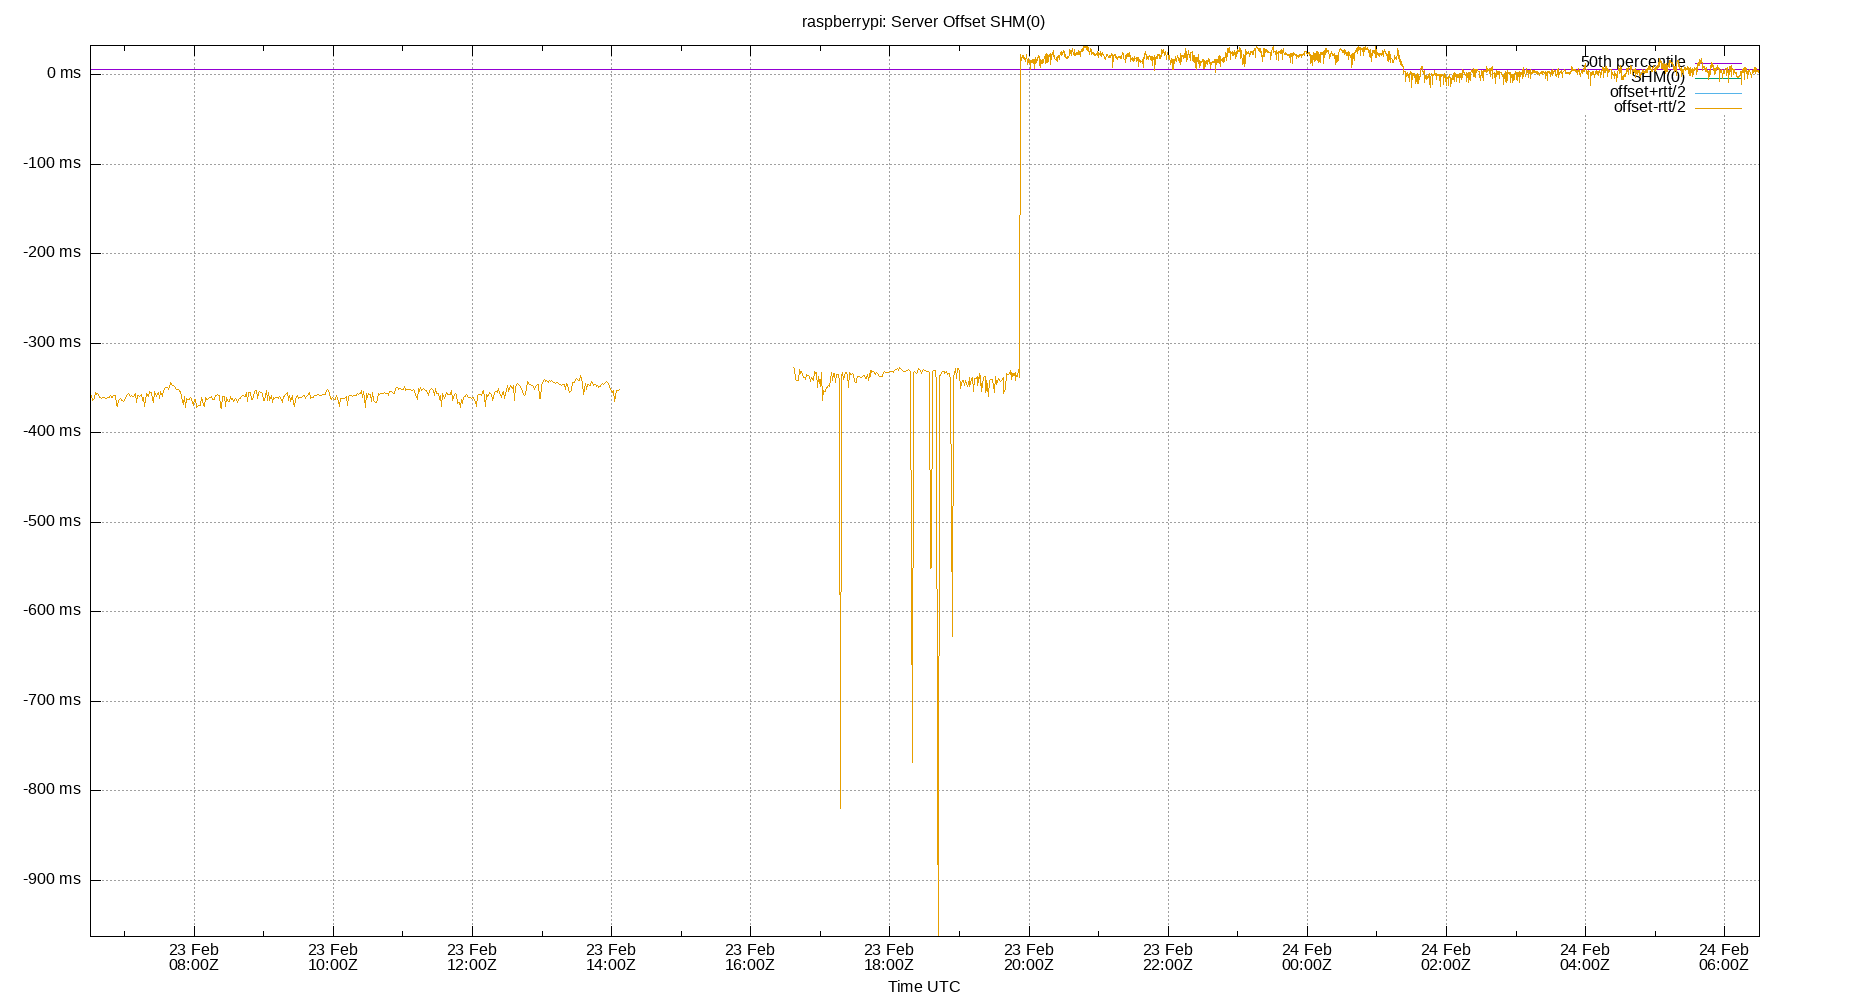 raspberrypi: Server Offset SHM(0)
0 ms
-100 ms
-200 ms
-300 ms
-400 ms
-500 ms
-600 ms
-700 ms
-800 ms
-900 ms
50th percentile
SHM(0)
offset+rtt/2
offset-rtt/2
23 Feb 23 Feb 23 Feb 23 Feb 23 Feb 23 Feb 23 Feb 23 Feb 24 Feb 24 Feb 24 Feb 24 Feb
08:00Z 10:00Z 12:00Z 14:00Z 16:00Z 18:00Z 20:00Z 22:00Z 00:00Z 02:00Z 04:00Z 06:00Z
Time UTC